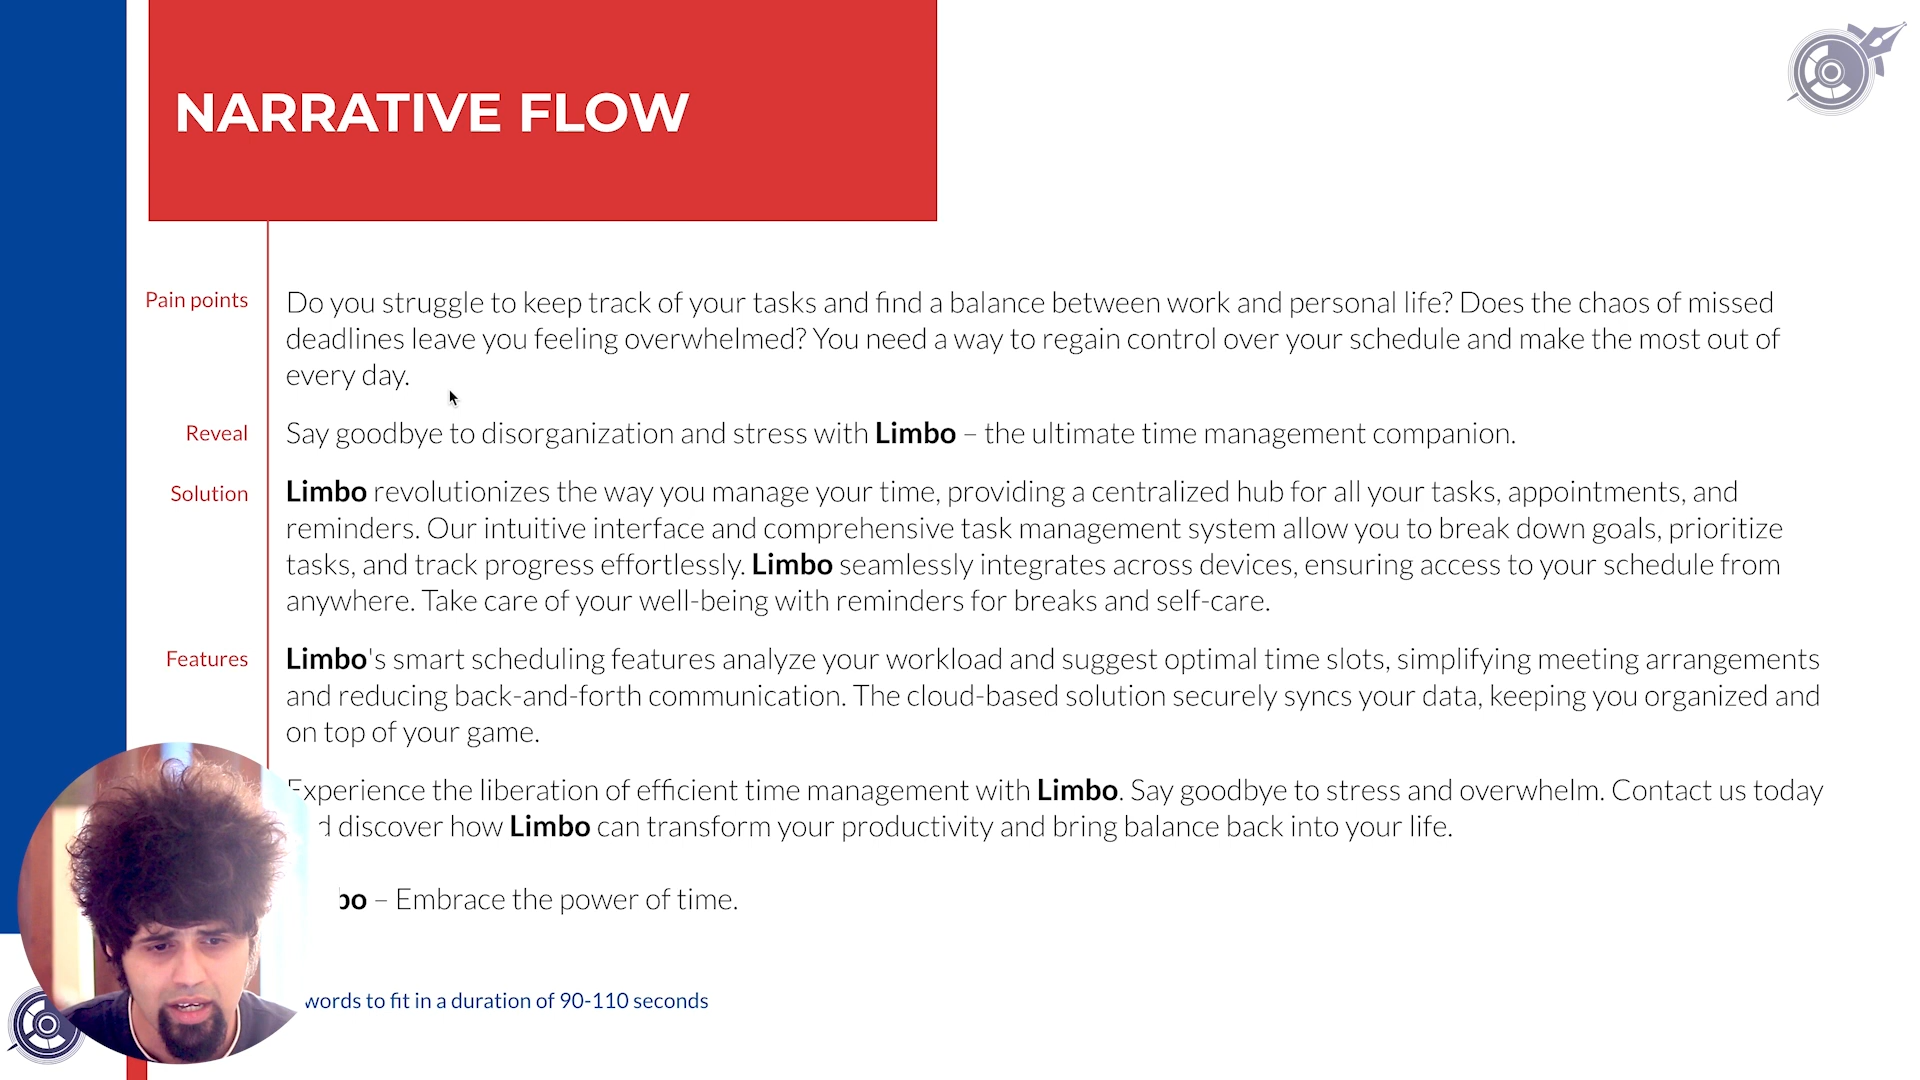 NARRATIVE FLOW
Pain points
Do you struggle to keep track of your tasks and find a balance between work and personal life? Does the chaos of missed
deadlines leave you feeling overwhelmed? You need a way to regain control over your schedule and make the most out of
every day.
Reveal
Say goodbye to disorganization and stress with Limbo – the ultimate time management companion.
Solution
Limbo revolutionizes the way you manage your time, providing a centralized hub for all your tasks, appointments, and
reminders. Our intuitive interface and comprehensive task management system allow you to break down goals, prioritize
tasks, and track progress effortlessly. Limbo seamlessly integrates across devices, ensuring access to your schedule from
anywhere. Take care of your well-being with reminders for breaks and self-care.
Features
Limbo's smart scheduling features analyze your workload and suggest optimal time slots, simplifying meeting arrangements
and reducing back-and-forth communication. The cloud-based solution securely syncs your data, keeping you organized and
on top of your game.
Experience the liberation of efficient time management with Limbo. Say goodbye to stress and overwhelm. Contact us today
discover how Limbo can transform your productivity and bring balance back into your life.
– Embrace the power of time.
words to fit in a duration of 90-110 seconds